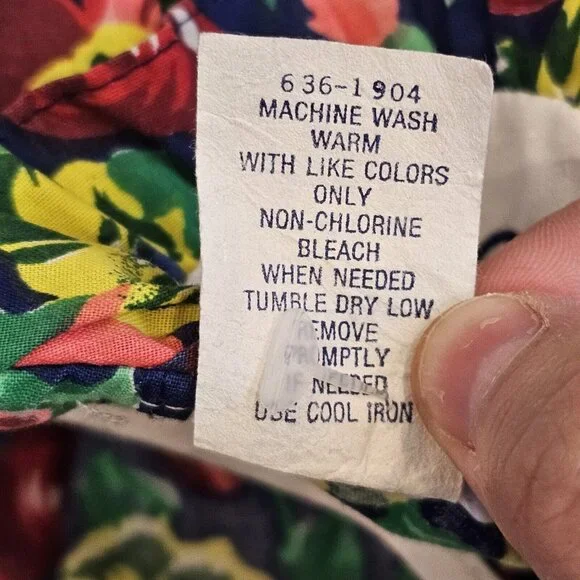 636-1904
MACHINE WASH
WARM
WITH LIKE COLORS
ONLY
NON-CHLORINE
BLEACH
WHEN NEEDED
TUMBLE DRY LOW
REMOVE
PROMPTLY
IF NEEDED
USE COOL IRON